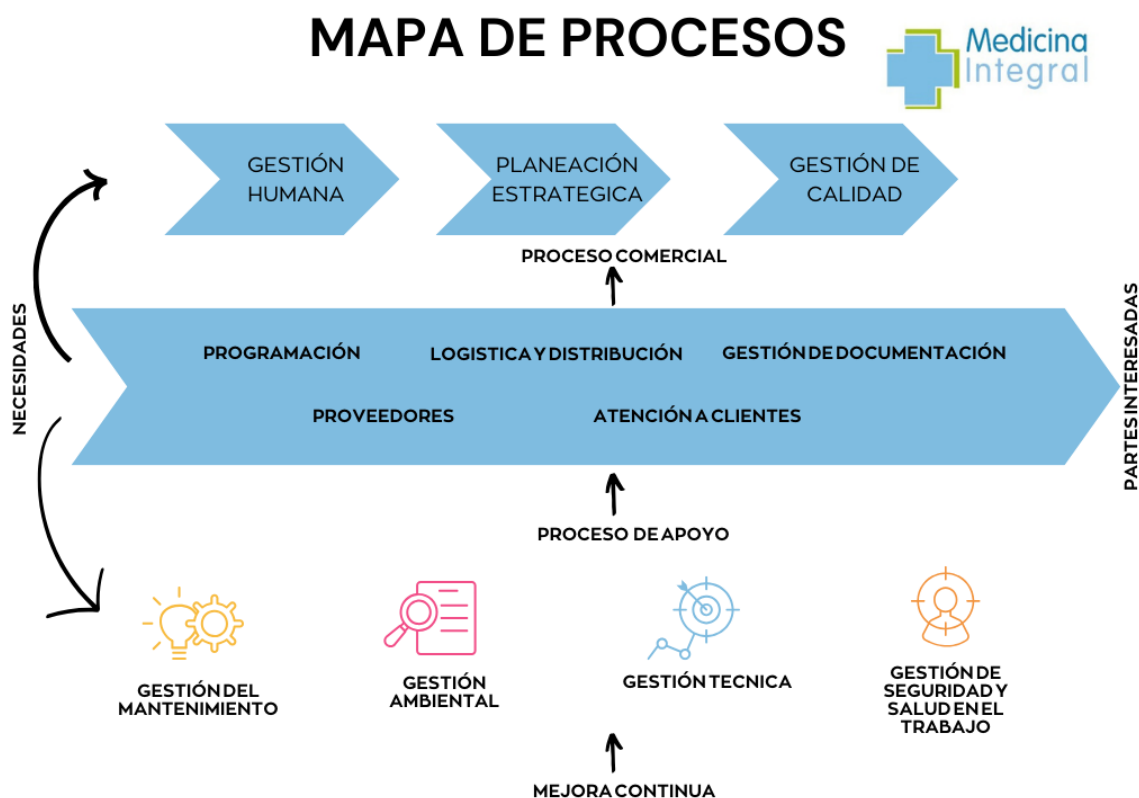 MAPA DE PROCESOS
Medicina
Integral
GESTIÓN
HUMANA
PLANEACIÓN
ESTRATEGICA
GESTIÓN DE
CALIDAD
PROCESO COMERCIAL
NECESIDADES
PROGRAMACIÓN
LOGISTICA Y DISTRIBUCIÓN
GESTIÓN DE DOCUMENTACIÓN
PROVEEDORES
ATENCIÓN A CLIENTES
PARTES INTERESADAS
PROCESO DE APOYO
GESTIÓN DEL
MANTENIMIENTO
GESTIÓN
AMBIENTAL
GESTIÓN TECNICA
GESTIÓN DE
SEGURIDAD Y
SALUD EN EL
TRABAJO
MEJORA CONTINUA